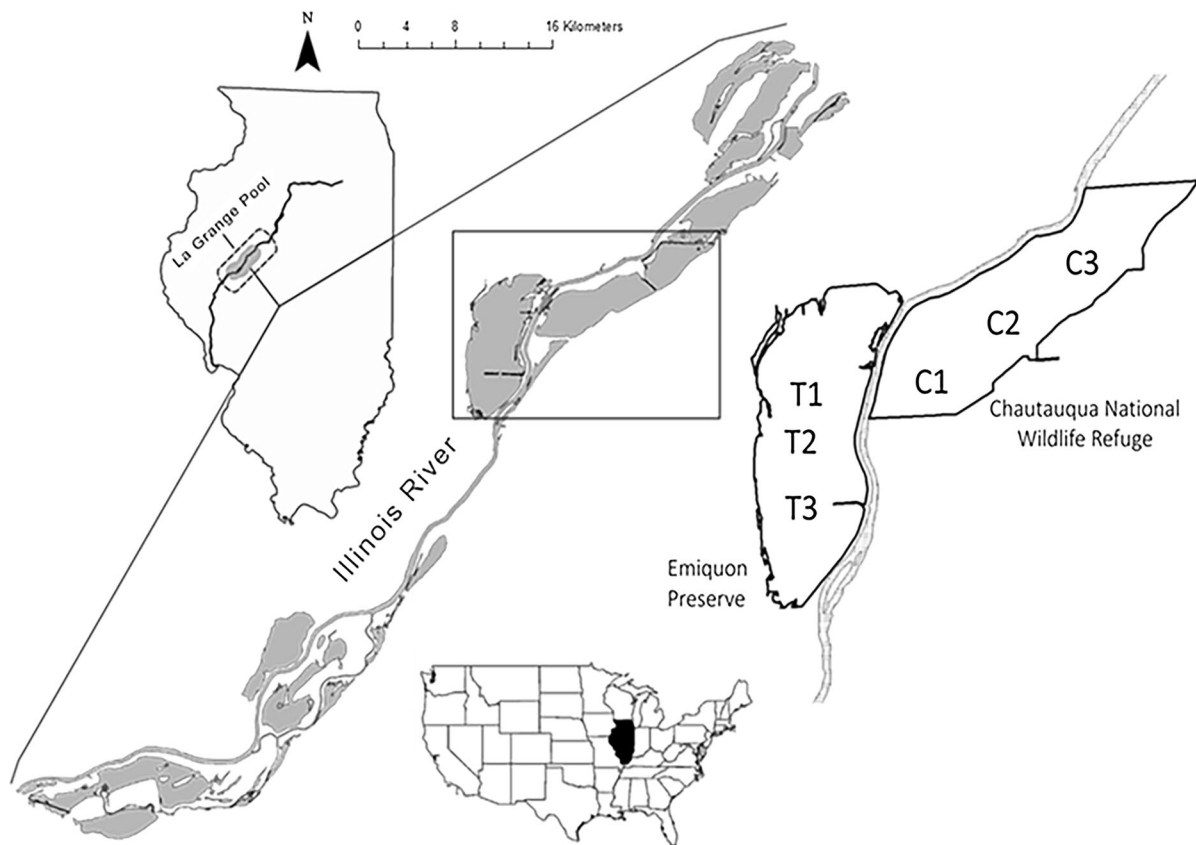 N
0 4 8 16 Kilometers
La Grange Pool
Illinois River
C3
C2
C1
T1
T2
T3
Chautauqua National
Wildlife Refuge
Emiquon
Preserve